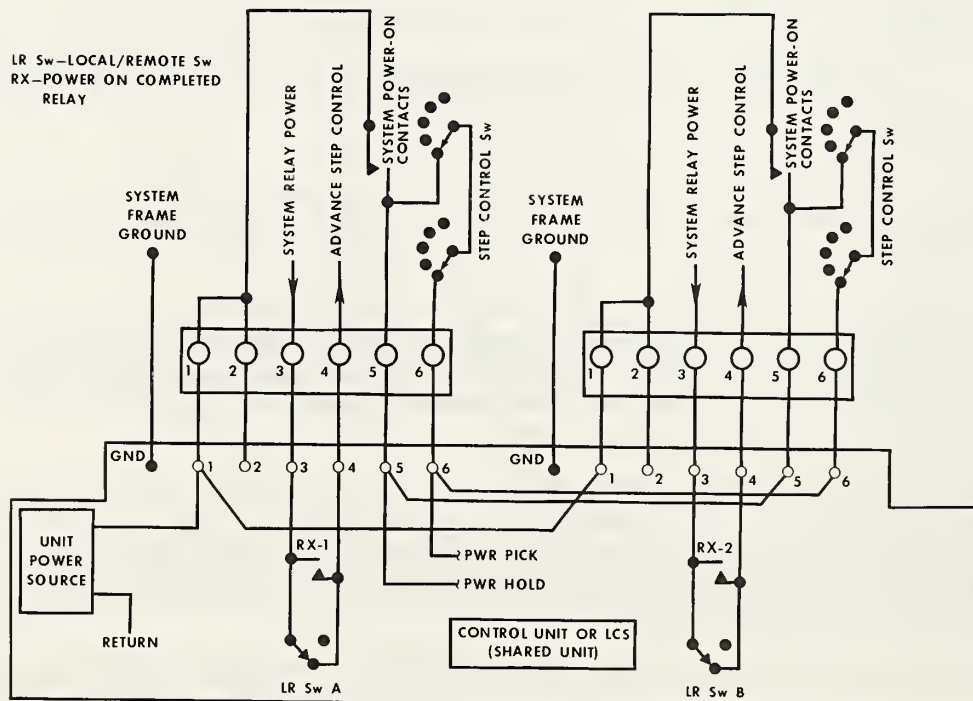 LR Sw–LOCAL/REMOTE Sw
RX–POWER ON COMPLETED
RELAY
SYSTEM
FRAME
GROUND
SYSTEM RELAY POWER
ADVANCE STEP CONTROL
SYSTEM POWER-ON
CONTACTS
STEP CONTROL Sw
SYSTEM
FRAME
GROUND
SYSTEM RELAY POWER
ADVANCE STEP CONTROL
SYSTEM POWER-ON
CONTACTS
STEP CONTROL Sw
1 2 3 4 5 6
1 2 3 4 5 6
GND 1 2 3 4 5 6
GND 1 2 3 4 5 6
UNIT
POWER
SOURCE
RETURN
RX-1
PWR PICK
PWR HOLD
RX-2
CONTROL UNIT OR LCS
(SHARED UNIT)
LR Sw A
LR Sw B